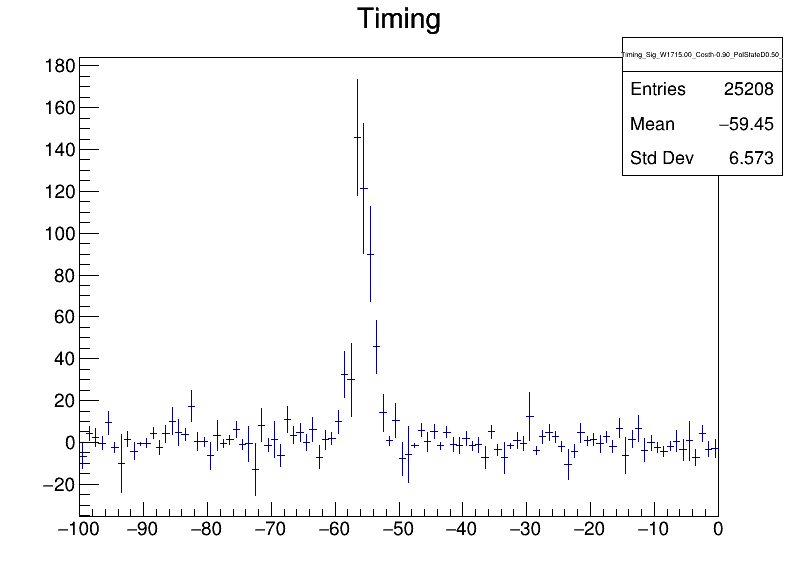 Timing
Timing_Sig_W1715.00_Costh-0.90_PolStateD0.50_
Entries 25208
Mean −59.45
Std Dev 6.573
180
160
140
120
100
80
60
40
20
0
−20
−100 −90 −80 −70 −60 −50 −40 −30 −20 −10 0